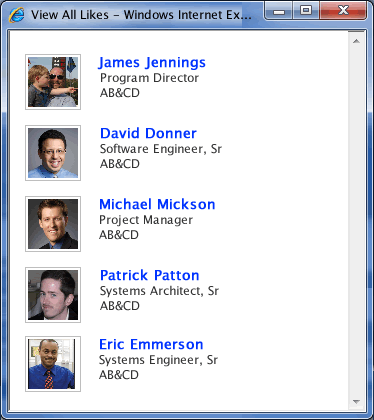 View All Likes - Windows Internet Ex...
James Jennings
Program Director
AB&CD
David Donner
Software Engineer, Sr
AB&CD
Michael Mickson
Project Manager
AB&CD
Patrick Patton
Systems Architect, Sr
AB&CD
Eric Emmerson
Systems Engineer, Sr
AB&CD